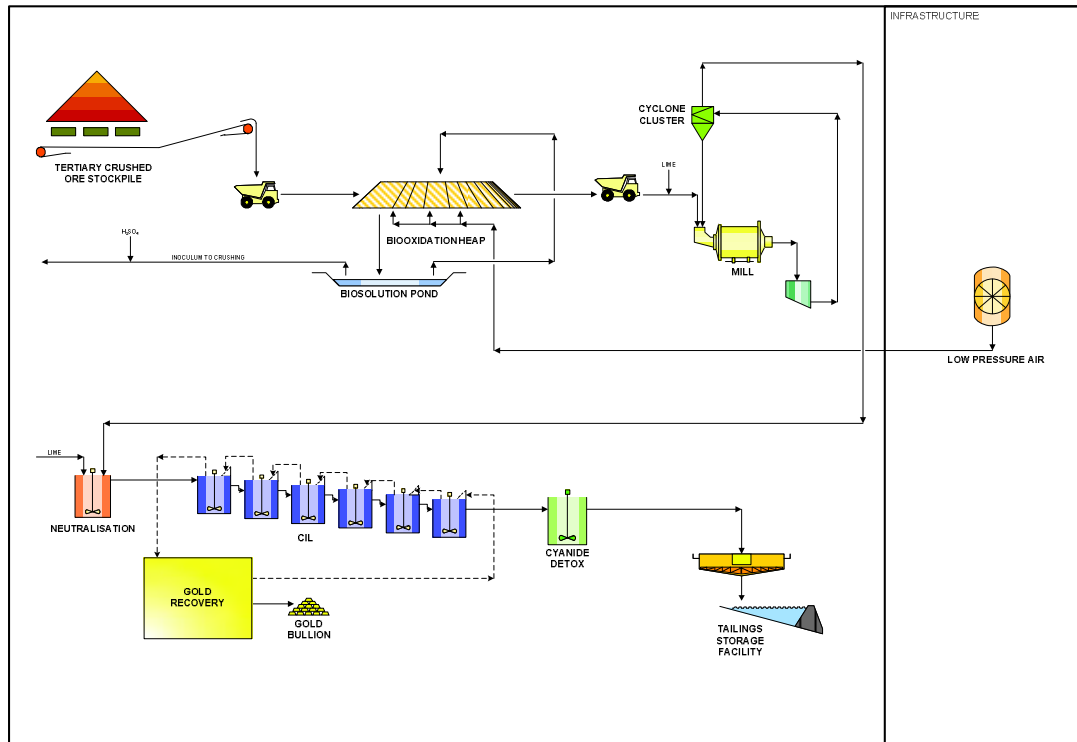 INFRASTRUCTURE
CYCLONE
CLUSTER
TERTIARY CRUSHED
ORE STOCKPILE
LIME
H₂SO₄
BIOOXIDATION HEAP
INOCULUM TO CRUSHING
MILL
BIOSOLUTION POND
LOW PRESSURE AIR
LIME
NEUTRALISATION
CIL
CYANIDE
DETOX
GOLD
RECOVERY
GOLD
BULLION
TAILINGS
STORAGE
FACILITY